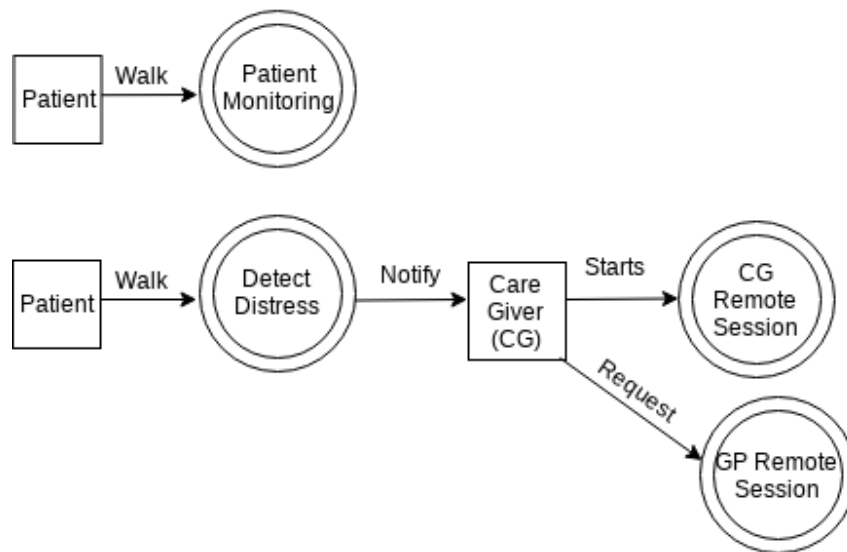 Patient
Walk
Patient
Monitoring
Patient
Walk
Detect
Distress
Notify
Care
Giver
(CG)
Starts
CG
Remote
Session
Request
GP Remote
Session